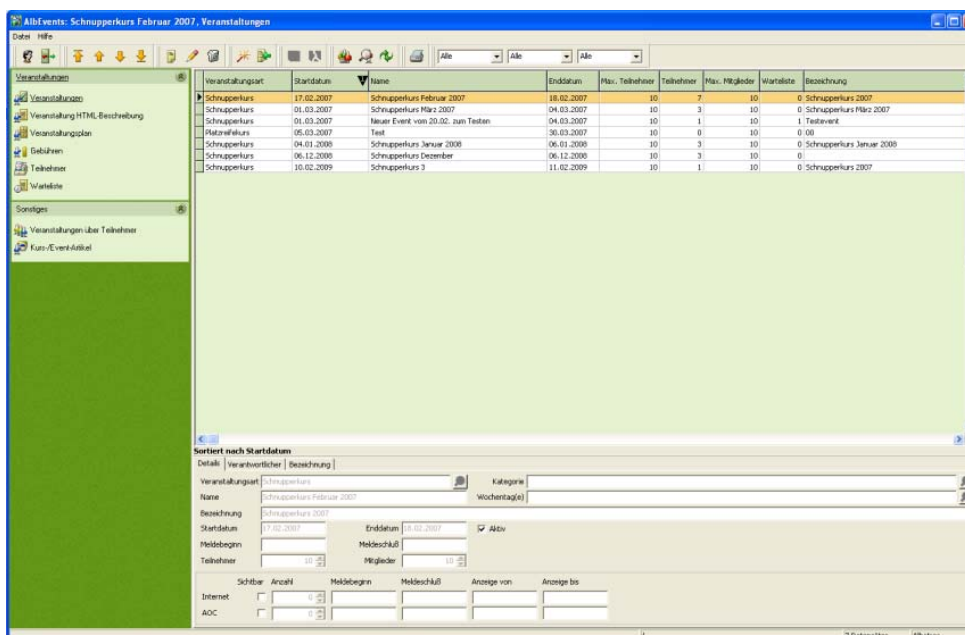 AlbEvents: Schnupperkurs Februar 2007, Veranstaltungen
Datei Hilfe
Alle Alle Alle
Veranstaltungen
Veranstaltungen
Veranstaltung HTML-Beschreibung
Veranstaltungsplan
Gebühren
Teilnehmer
Warteliste
Sonstiges
Veranstaltungen über Teilnehmer
Kurs-/Event-Artikel
Veranstaltungsart Startdatum Name Enddatum Max. Teilnehmer Teilnehmer Max. Mitglieder Warteliste Bezeichnung
Schnupperkurs 17.02.2007 Schnupperkurs Februar 2007 18.02.2007 10 7 10 0 Schnupperkurs 2007
Schnupperkurs 01.03.2007 Schnupperkurs März 2007 04.03.2007 10 3 10 0 Schnupperkurs März 2007
Schnupperkurs 01.03.2007 Neuer Event vom 20.02. zum Testen 04.03.2007 10 1 10 1 Testevent
Platzreifekurs 05.03.2007 Test 30.03.2007 10 0 10 0
Schnupperkurs 04.01.2008 Schnupperkurs Januar 2008 06.01.2008 10 3 10 0 Schnupperkurs Januar 2008
Schnupperkurs 06.12.2008 Schnupperkurs Dezember 06.12.2008 10 3 10 0
Schnupperkurs 10.02.2009 Schnupperkurs 3 11.02.2009 10 1 10 0 Schnupperkurs 2007
Sortiert nach Startdatum
Details Verantwortlicher Bezeichnung
Veranstaltungsart Schnupperkurs Kategorie
Name Schnupperkurs Februar 2007 Wochentag(e)
Bezeichnung Schnupperkurs 2007
Startdatum 17.02.2007 Enddatum 18.02.2007 Aktiv
Meldebeginn Meldeschluß
Teilnehmer 10 Mitglieder 10
Sichtbar Anzahl Meldebeginn Meldeschluß Anzeige von Anzeige bis
Internet 0
AOC 0